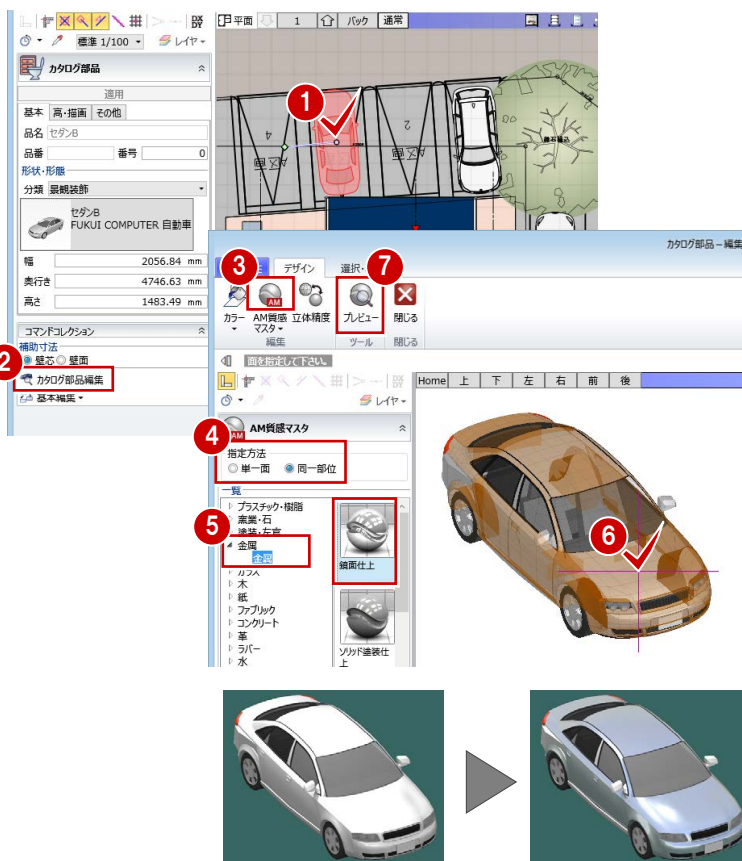 平面
1
バック
通常
標準 1/100
レイヤ
カタログ部品
適用
基本
高・描画
その他
品名 セダンB
品番
番号 0
形状・形態
分類 景観装飾
セダンB
FUKUI COMPUTER 自動車
幅 2056.84 mm
奥行き 4746.63 mm
高さ 1483.49 mm
コマンドコレクション
補助寸法
壁芯 壁面
カタログ部品編集
基本編集
1
2
4
2
カタログ部品－編集
3
デザイン
選択・
7
カラー
AM質感マスタ
立体精度
プレビュー
閉じる
編集
ツール
閉じる
面を指定して下さい。
レイヤ
Home 上 下 左 右 前 後
AM
AM質感マスタ
4
指定方法
単一面 同一部位
一覧
5
プラスチック・樹脂
窯業・石
塗装・左官
金属
金属
ガラス
木
紙
ファブリック
コンクリート
革
ラバー
水
鏡面仕上
ソリッド塗装仕
上
6